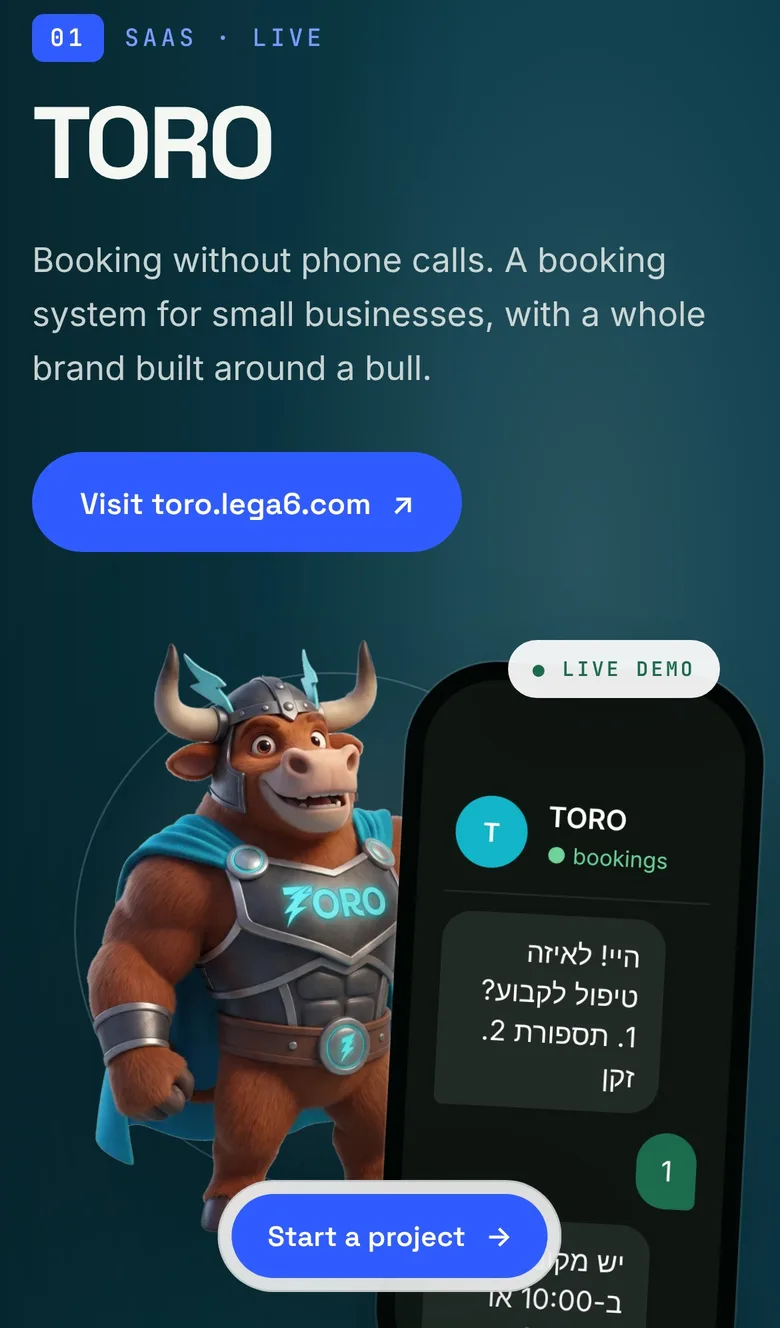 01 SAAS · LIVE
TORO
Booking without phone calls. A booking
system for small businesses, with a whole
brand built around a bull.
Visit toro.lega6.com ↗
LIVE DEMO
T
TORO
bookings
TORO
היי! לאיזה
טיפול לקבוע?
1. תספורת 2.
זקן
1
יש
ב-10:00 או
Start a project →